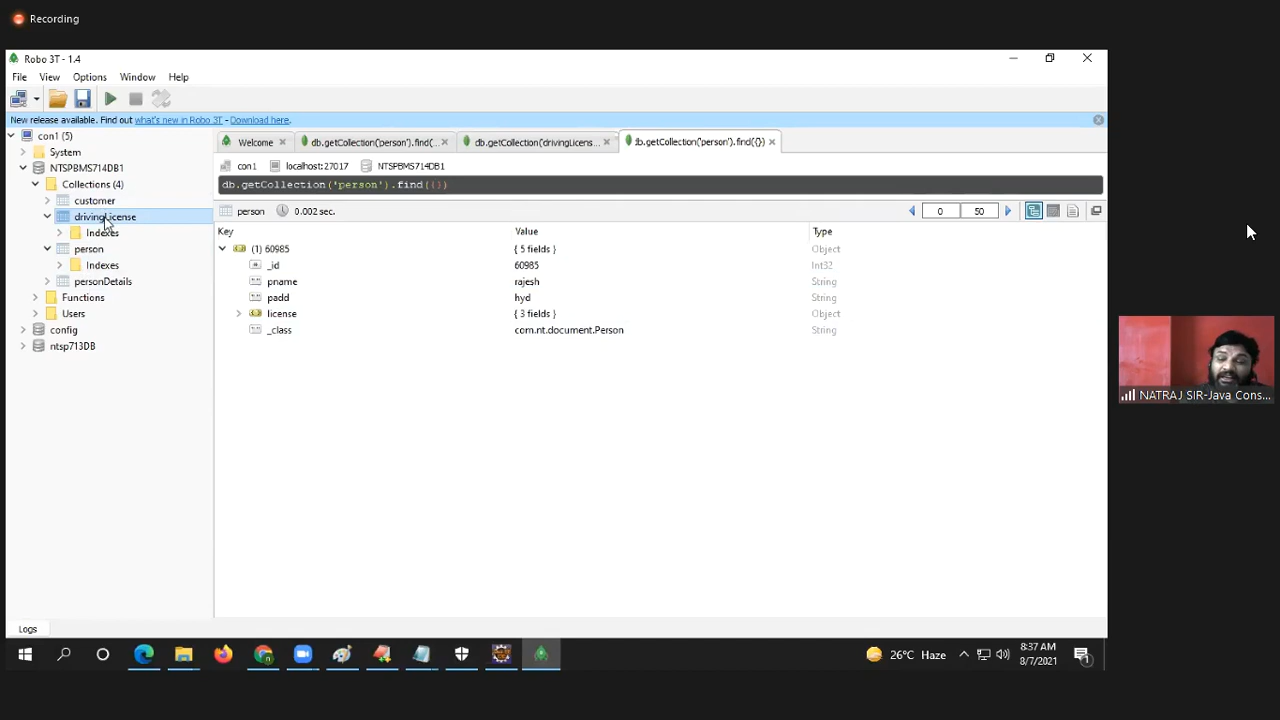 Recording
Robo 3T - 1.4
File View Options Window Help
New release available. Find out what's new in Robo 3T - Download here.
con1 (5)
System
NTSPBMS714DB1
Collections (4)
customer
drivingLicense
Indexes
person
Indexes
personDetails
Functions
Users
config
ntsp713DB
Welcome
db.getCollection('person').find(...
db.getCollection('drivingLicens...
db.getCollection('person').find({})
con1 localhost:27017 NTSPBMS714DB1
db.getCollection('person').find({})
person 0.002 sec.
0 50
Key Value Type
(1) 60985 { 5 fields } Object
_id 60985 Int32
pname rajesh String
padd hyd String
license { 3 fields } Object
_class com.nt.document.Person String
NATRAJ SIR-Java Cons...
Logs
26°C Haze
8:37 AM
8/7/2021
1